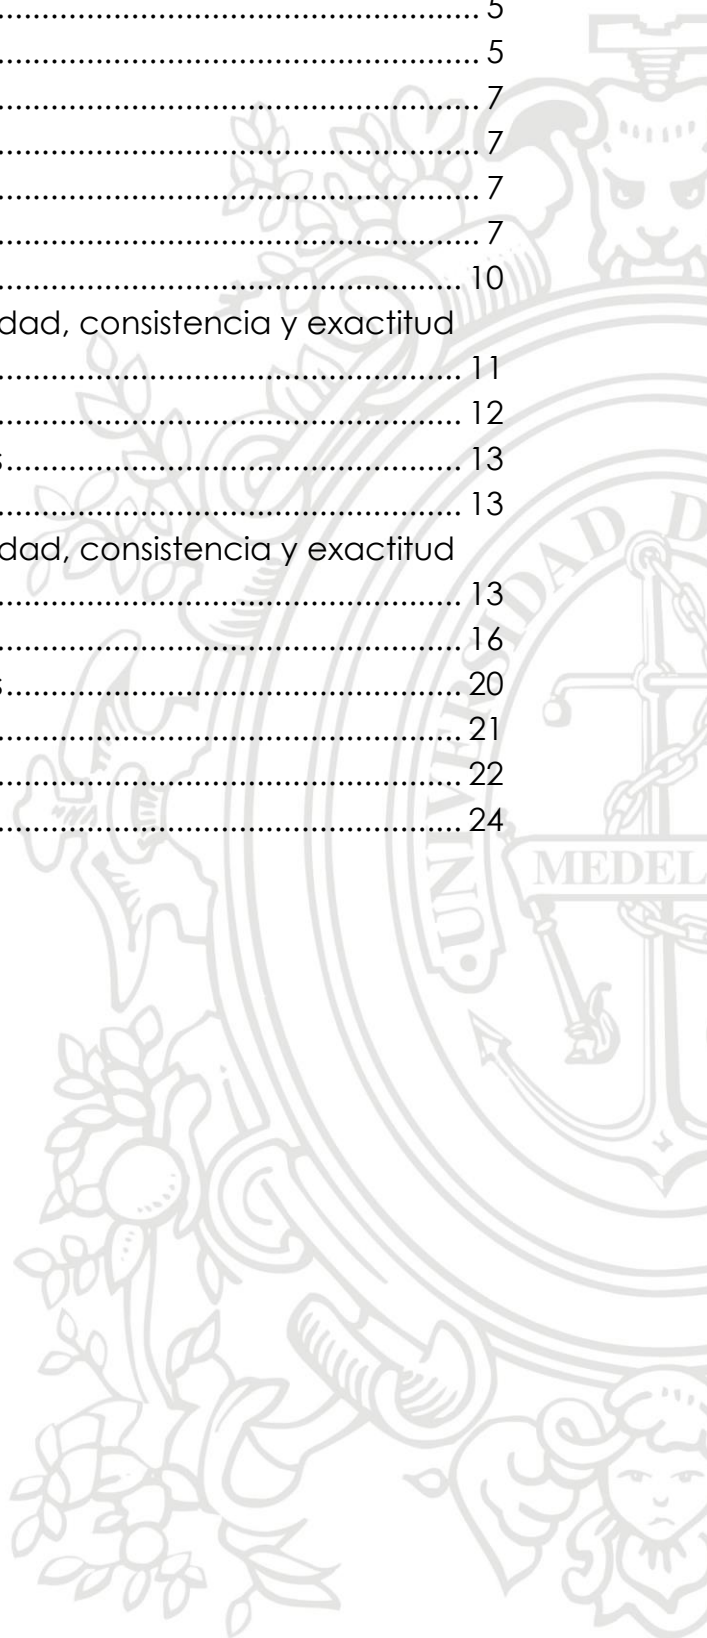 .......... 5
.......... 5
.......... 7
.......... 7
.......... 7
.......... 7
.......... 10
dad, consistencia y exactitud
.......... 11
.......... 12
s.......... 13
.......... 13
dad, consistencia y exactitud
.......... 13
.......... 16
s.......... 20
.......... 21
.......... 22
.......... 24
UNIVERSIDAD D
MEDEL